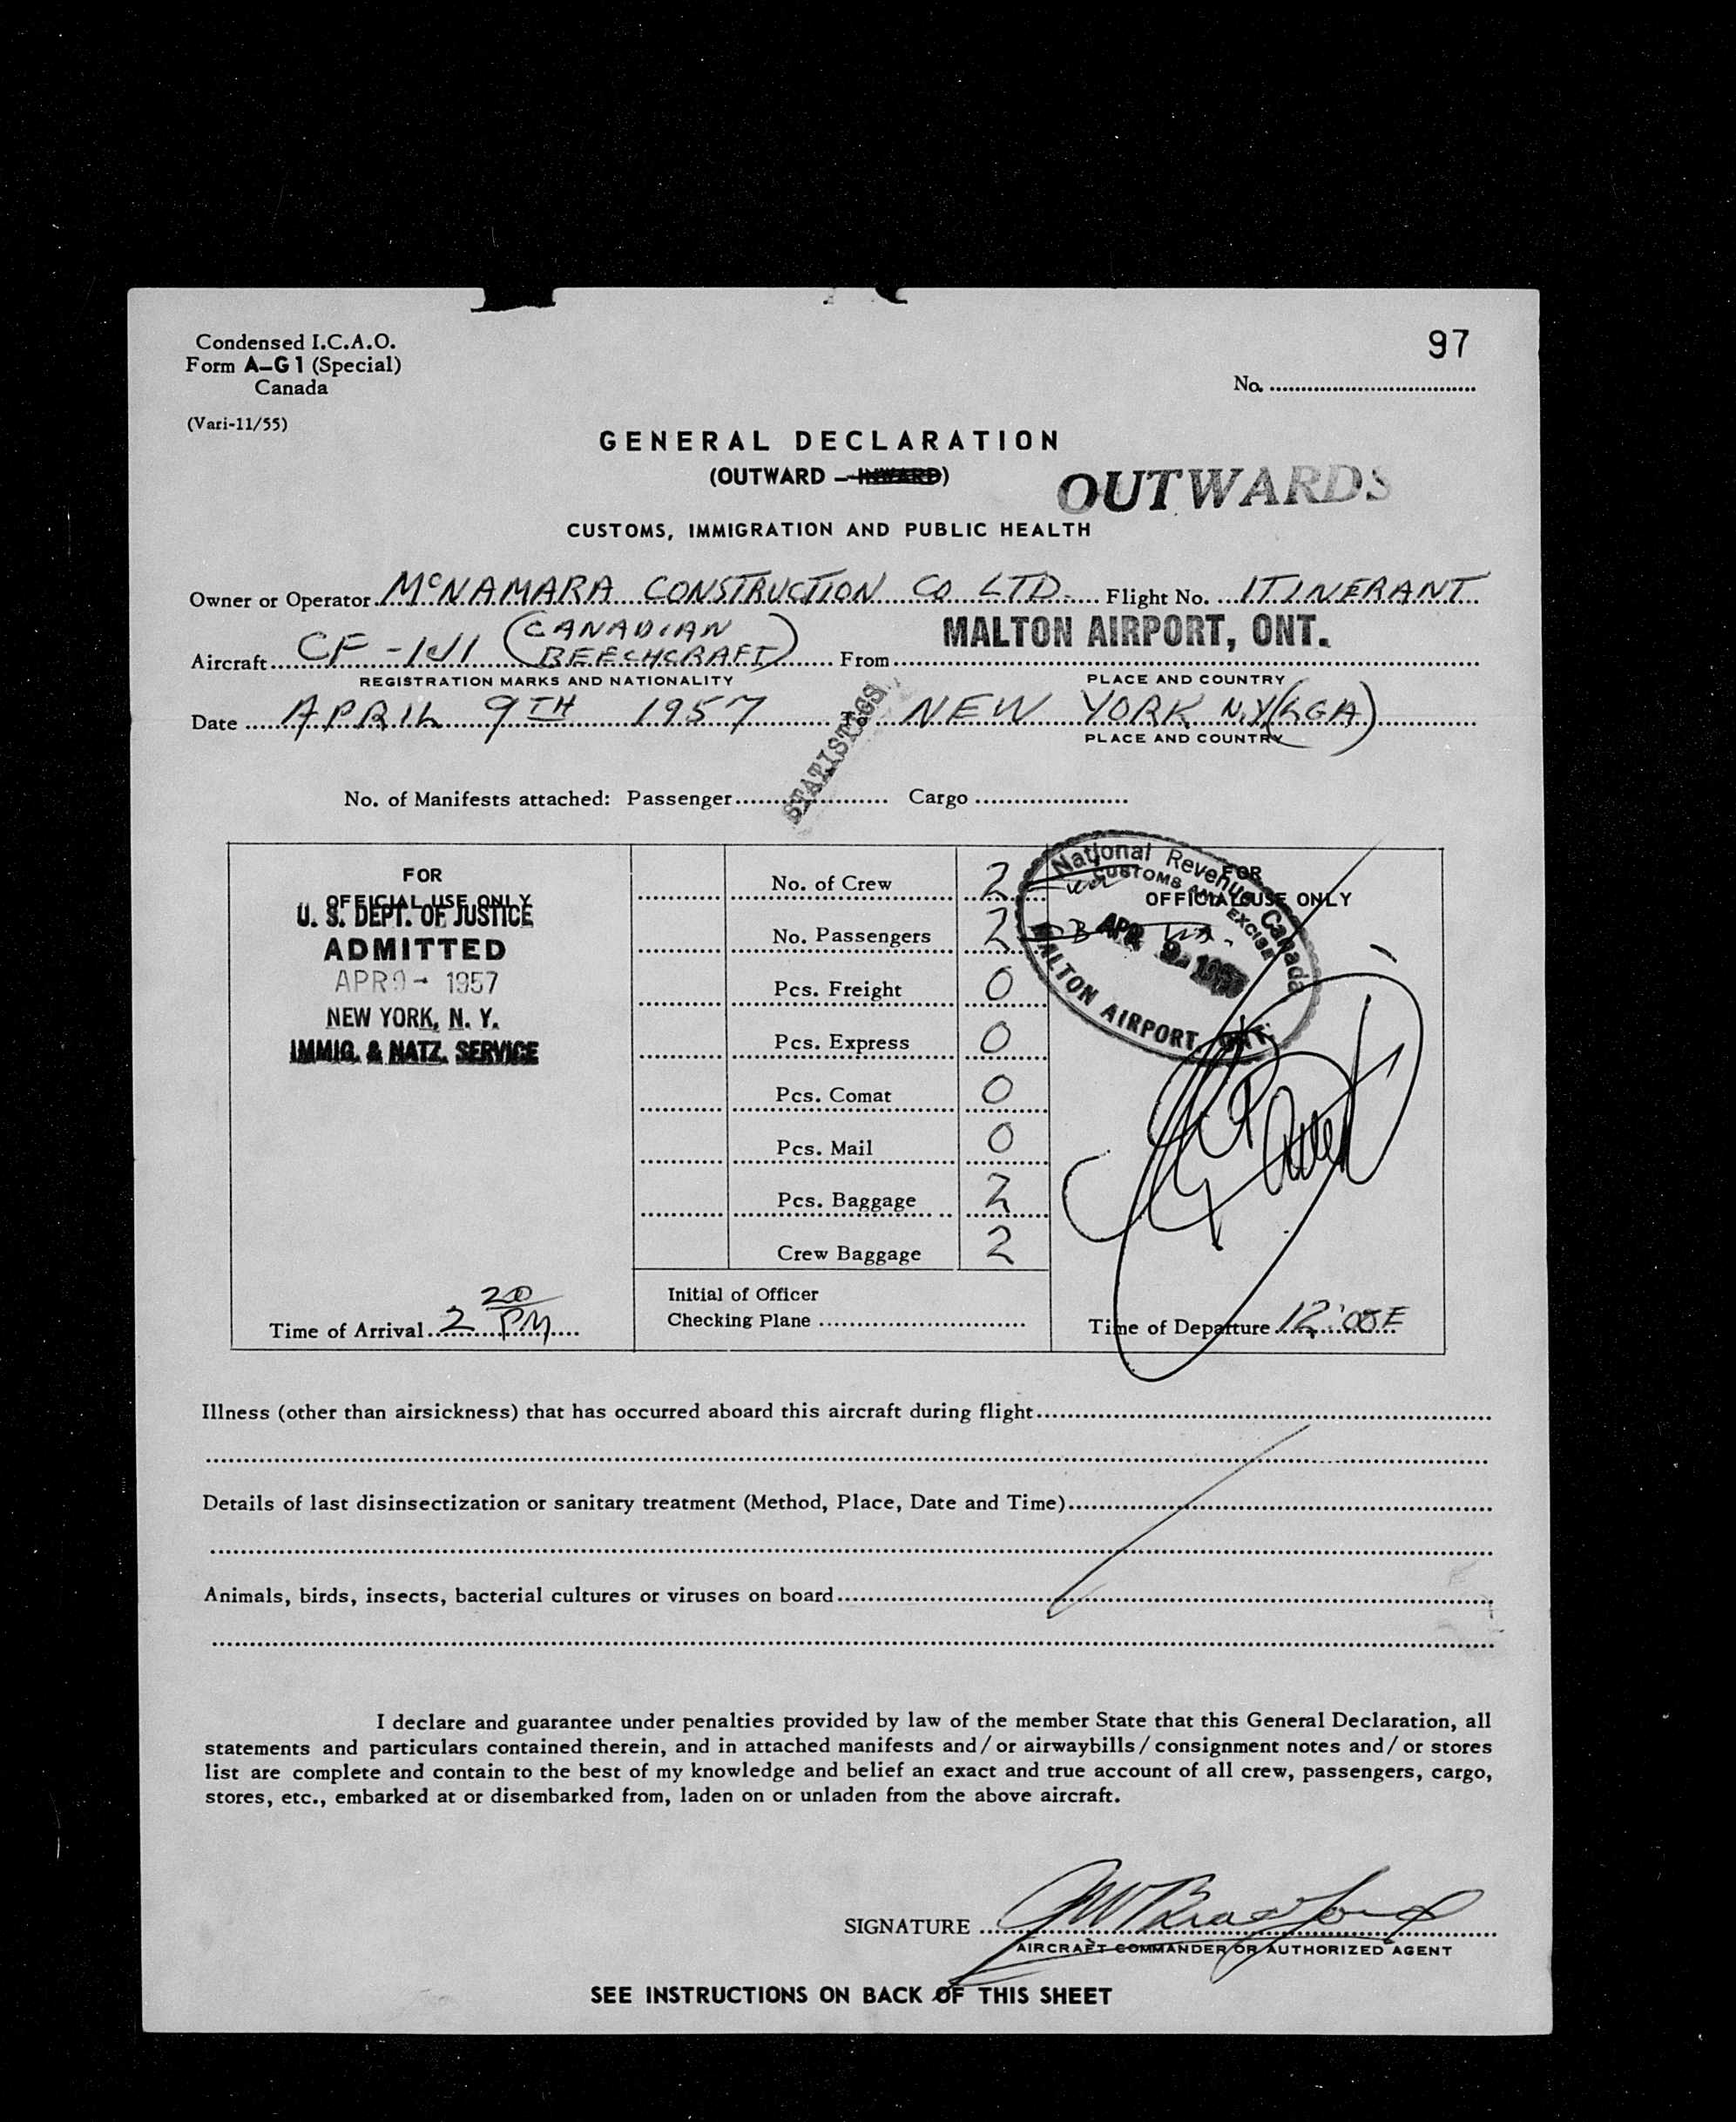 Condensed I.C.A.O.
Form A–G1 (Special)
Canada
(Vari-11/55)
97
No. ........
GENERAL DECLARATION
(OUTWARD – INWARD)
OUTWARDS
CUSTOMS, IMMIGRATION AND PUBLIC HEALTH
Owner or Operator McNAMARA CONSTRUCTION CO LTD. Flight No. ITINERANT
Aircraft CF - (CANADIAN BEECHCRAFT) From MALTON AIRPORT, ONT.
REGISTRATION MARKS AND NATIONALITY PLACE AND COUNTRY
Date APRIL 9TH 1957 To NEW YORK N.Y (LGA)
PLACE AND COUNTRY
STATISTICS
No. of Manifests attached: Passenger........ Cargo ........
FOR
OFFICIAL USE ONLY
U. S. DEPT. OF JUSTICE
ADMITTED
APR 9 - 1957
NEW YORK, N. Y.
IMMIG. & NATZ. SERVICE
Time of Arrival 2 20 PM
No. of Crew 2
No. Passengers 2
Pcs. Freight 0
Pcs. Express 0
Pcs. Comat 0
Pcs. Mail 0
Pcs. Baggage 2
Crew Baggage 2
Initial of Officer
Checking Plane ........
FOR
OFFICIAL USE ONLY
National Revenue Canada
CUSTOMS AND EXCISE
APR 9 - 1957
MALTON AIRPORT, ONT.
Time of Departure 12:00E
Illness (other than airsickness) that has occurred aboard this aircraft during flight........
Details of last disinsectization or sanitary treatment (Method, Place, Date and Time)........
Animals, birds, insects, bacterial cultures or viruses on board........
I declare and guarantee under penalties provided by law of the member State that this General Declaration, all
statements and particulars contained therein, and in attached manifests and/or airwaybills/consignment notes and/or stores
list are complete and contain to the best of my knowledge and belief an exact and true account of all crew, passengers, cargo,
stores, etc., embarked at or disembarked from, laden on or unladen from the above aircraft.
SIGNATURE JW Bradford
AIRCRAFT COMMANDER OR AUTHORIZED AGENT
SEE INSTRUCTIONS ON BACK OF THIS SHEET